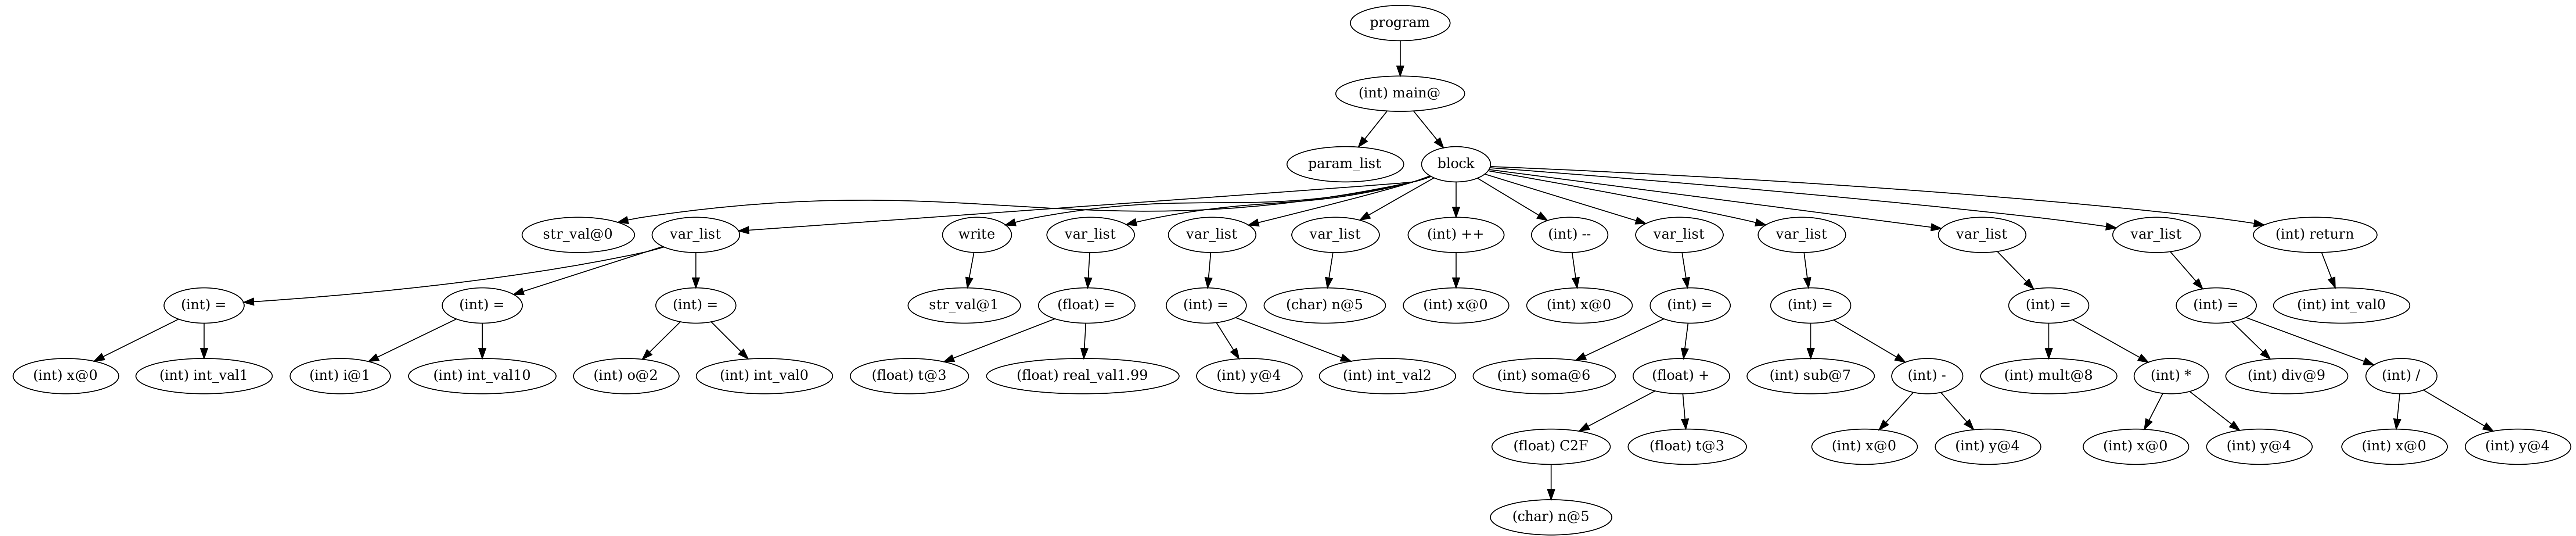 program
(int) main@
param_list
block
str_val@0
var_list
write
var_list
var_list
var_list
(int) ++
(int) --
var_list
var_list
var_list
var_list
(int) return
(int) =
(int) =
(int) =
str_val@1
(float) =
(int) =
(char) n@5
(int) x@0
(int) x@0
(int) =
(int) =
(int) =
(int) =
(int) int_val0
(int) x@0
(int) int_val1
(int) i@1
(int) int_val10
(int) o@2
(int) int_val0
(float) t@3
(float) real_val1.99
(int) y@4
(int) int_val2
(int) soma@6
(float) +
(int) sub@7
(int) -
(int) mult@8
(int) *
(int) div@9
(int) /
(float) C2F
(float) t@3
(int) x@0
(int) y@4
(int) x@0
(int) y@4
(int) x@0
(int) y@4
(char) n@5